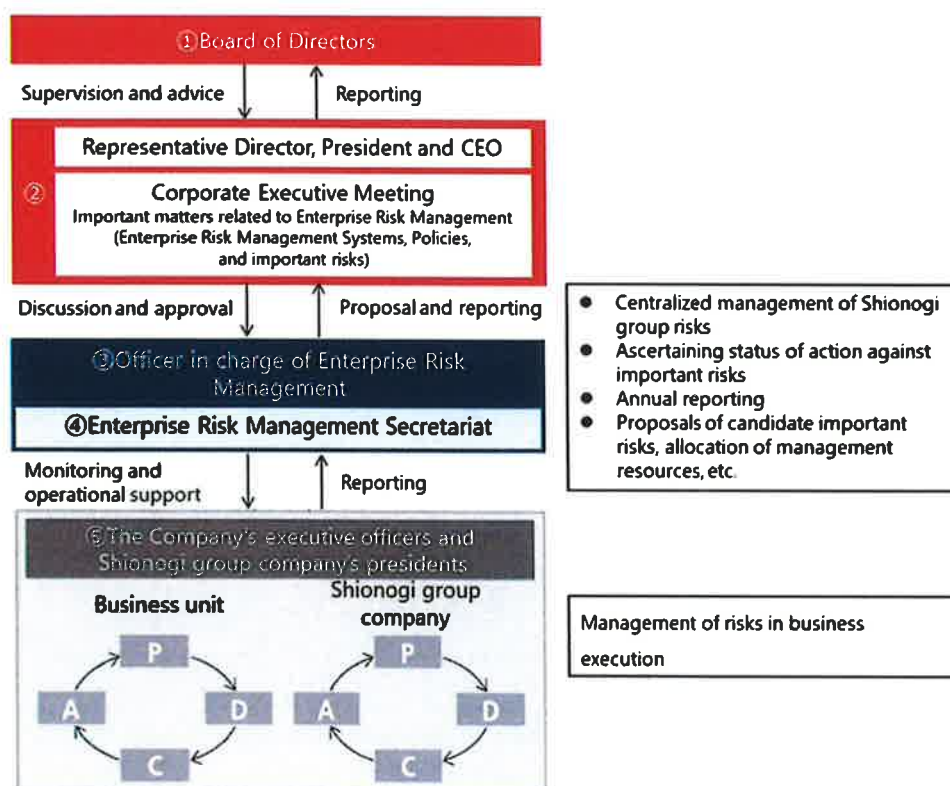 ①Board of Directors
Supervision and advice
Reporting
Representative Director, President and CEO
②
Corporate Executive Meeting
Important matters related to Enterprise Risk Management
(Enterprise Risk Management Systems, Policies,
and important risks)
Discussion and approval
Proposal and reporting
③Officer in charge of Enterprise Risk
Management
④Enterprise Risk Management Secretariat
● Centralized management of Shionogi
group risks
● Ascertaining status of action against
important risks
● Annual reporting
● Proposals of candidate important
risks, allocation of management
resources, etc.
Monitoring and
operational support
Reporting
⑤The Company's executive officers and
Shionogi group company's presidents
Business unit
Shionogi group
company
P
A
D
C
P
A
D
C
Management of risks in business
execution